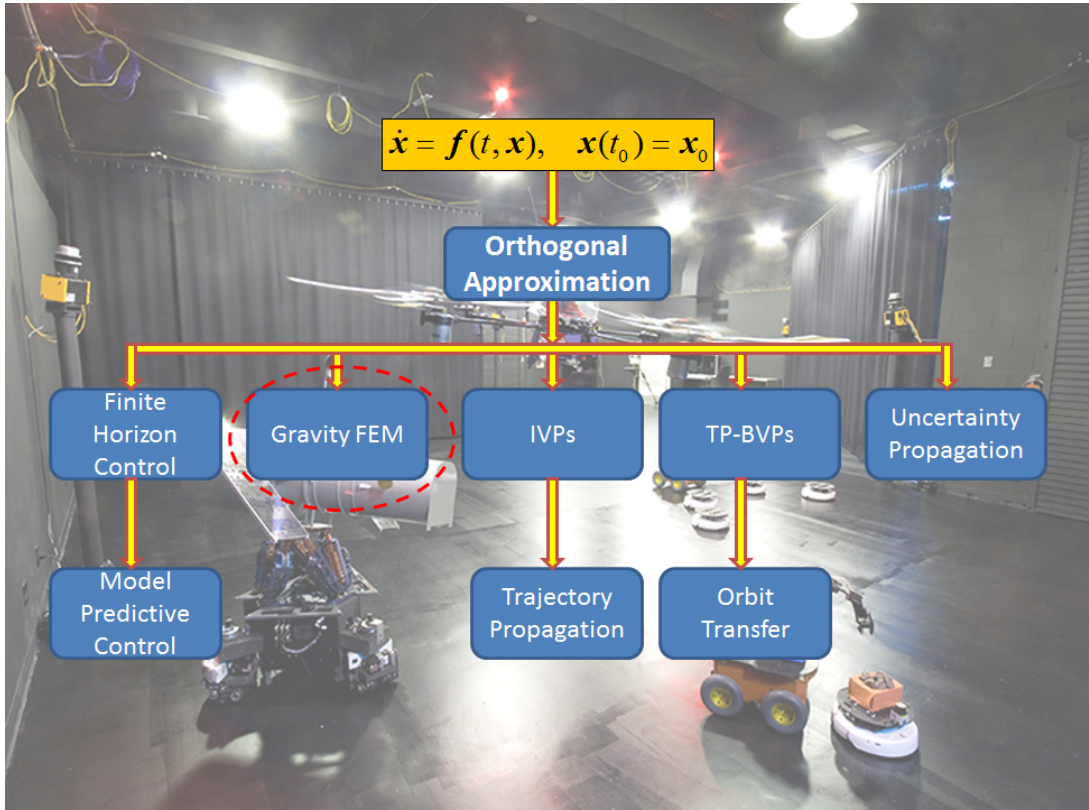 ẋ = f(t, x), x(t₀) = x₀
Orthogonal
Approximation
Finite
Horizon
Control
Gravity FEM
IVPs
TP-BVPs
Uncertainty
Propagation
Model
Predictive
Control
Trajectory
Propagation
Orbit
Transfer